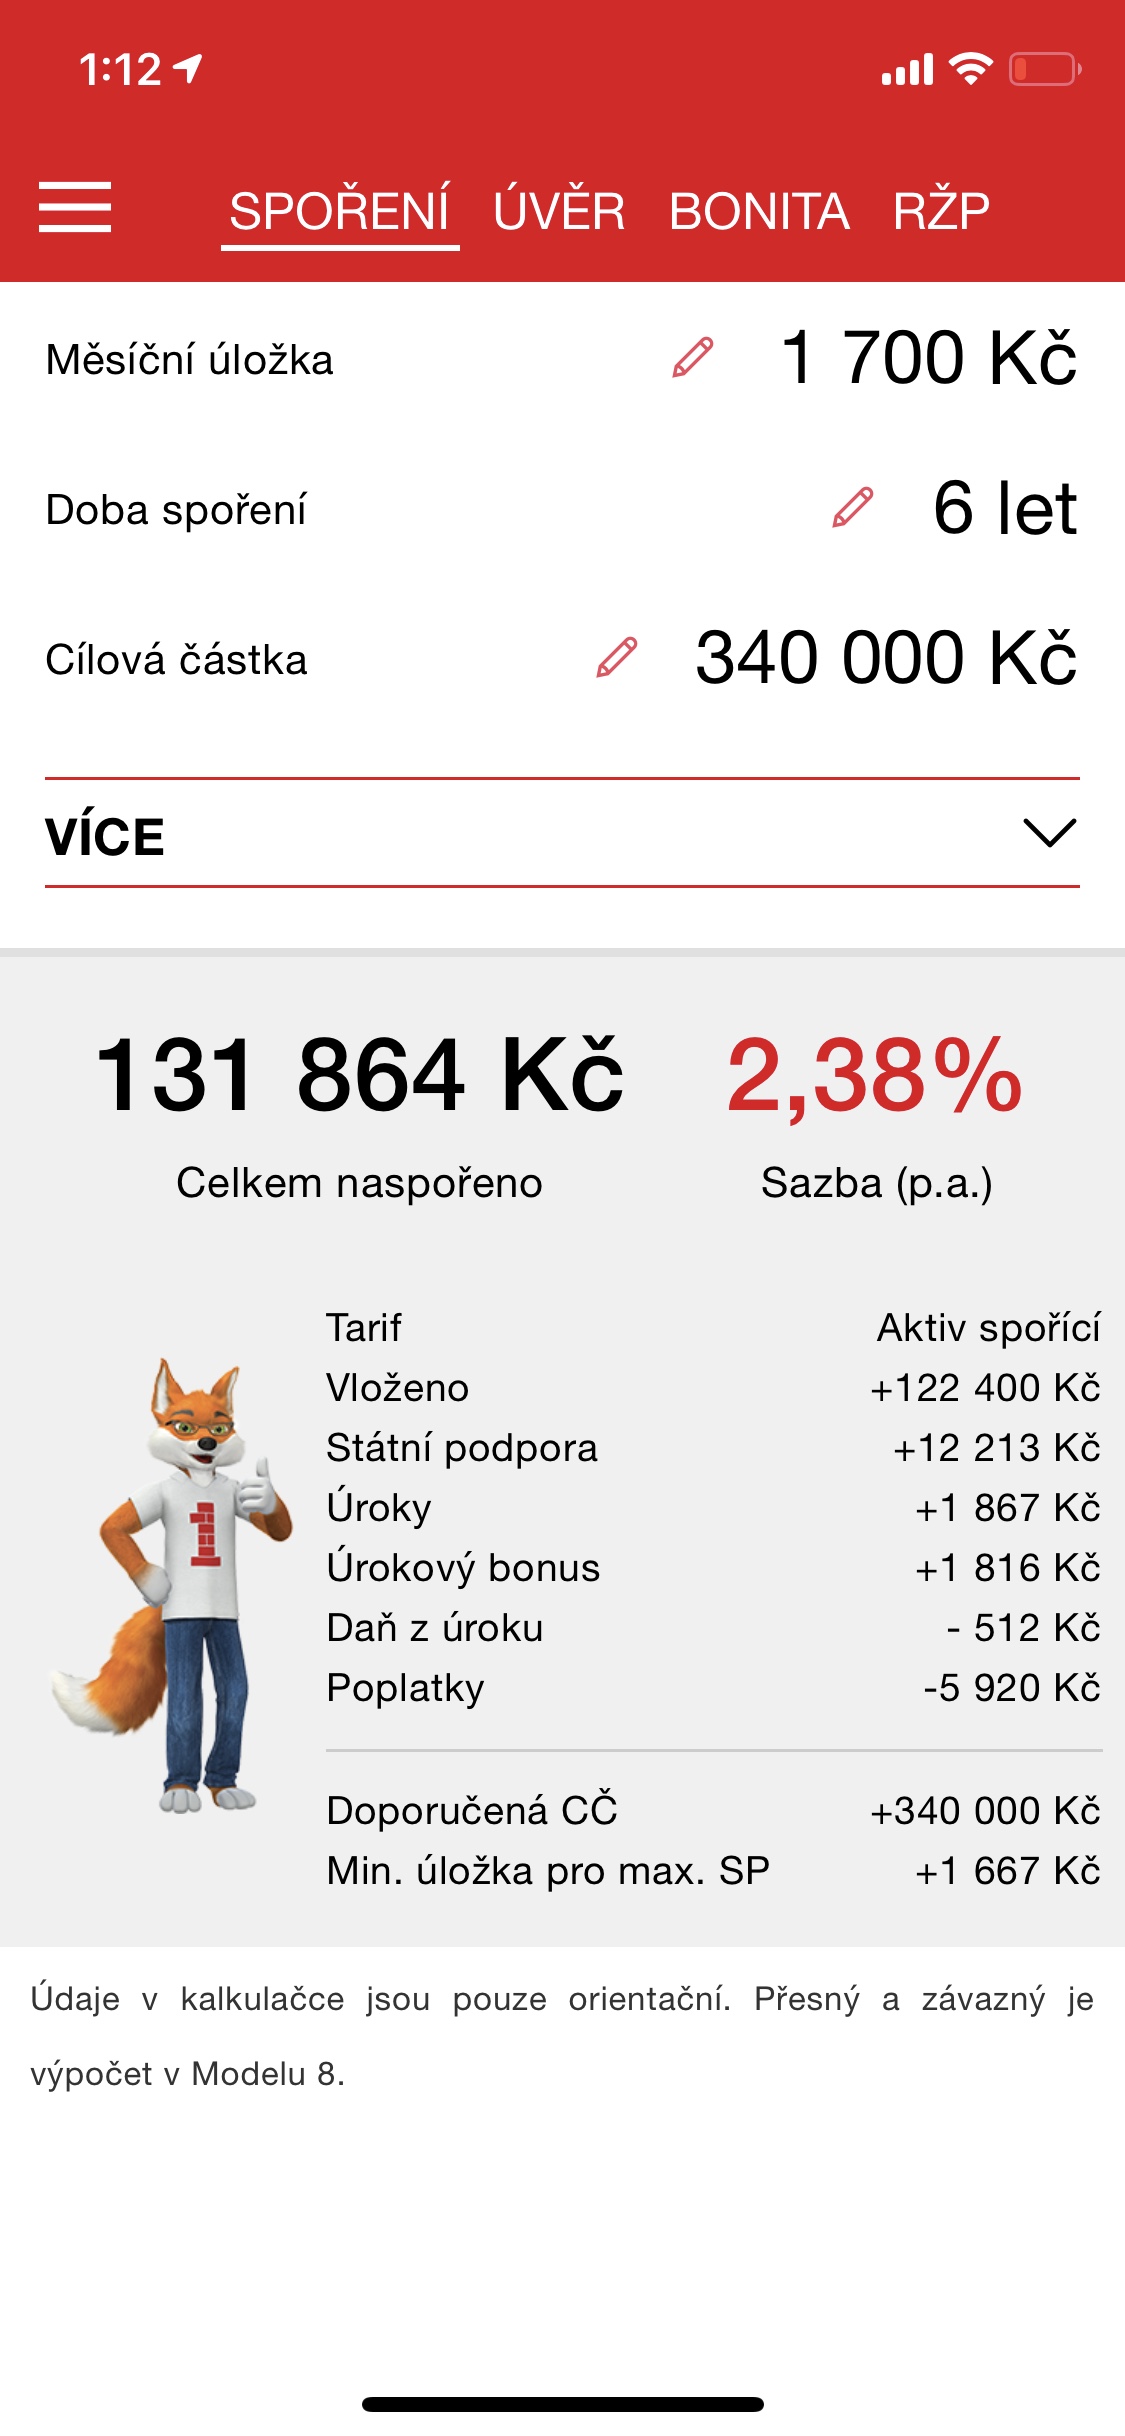 1:12
SPOŘENÍ ÚVĚR BONITA RŽP
Měsíční úložka 1 700 Kč
Doba spoření 6 let
Cílová částka 340 000 Kč
VÍCE
131 864 Kč 2,38%
Celkem naspořeno Sazba (p.a.)
Tarif Aktiv spořící
Vloženo +122 400 Kč
Státní podpora +12 213 Kč
Úroky +1 867 Kč
Úrokový bonus +1 816 Kč
Daň z úroku - 512 Kč
Poplatky -5 920 Kč
1
Doporučená CČ +340 000 Kč
Min. úložka pro max. SP +1 667 Kč
Údaje v kalkulačce jsou pouze orientační. Přesný a závazný je
výpočet v Modelu 8.